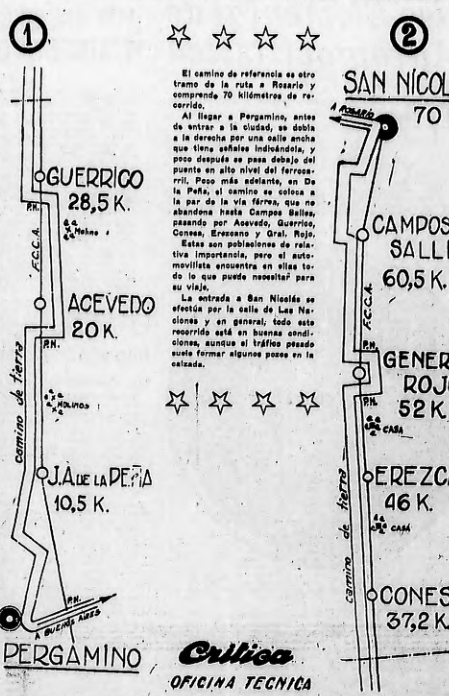 1
GUERRICO
28,5 K.
P.N.
Molino
F.C.C.A.
ACEVEDO
20 K.
P.N.
MOLINOS
camino de tierra
J.A. DE LA PEÑA
10,5 K.
P.N.
A BUENOS AIRES
PERGAMINO
El camino de referencia es otro
tramo de la ruta a Rosario y
comprende 70 kilómetros de re-
corrido.
Al llegar a Pergamino, antes
de entrar a la ciudad, se dobla
a la derecha por una calle ancha
que tiene señales indicándola, y
poco después se pasa debajo del
puente en alto nivel del ferroca-
rril. Poco más adelante, en De
la Peña, el camino se coloca a
la par de la vía férrea, que no
abandona hasta Campos Salles,
pasando por Acevedo, Guerrico,
Conesa, Erezcano y Gral. Rojo.
Estas son poblaciones de rela-
tiva importancia, pero el auto-
movilista encuentra en ellas to-
do lo que puede necesitar para
su viaje.
La entrada a San Nicolás se
efectúa por la calle de Las Na-
ciones y en general, todo este
recorrido está en buenas condi-
ciones, aunque el tráfico pesado
suele formar algunos pozos en la
calzada.
Crítica
OFICINA TECNICA
2
SAN NÍCOL
70
A ROSARIO
CAMPOS
SALLE
60,5 K.
F.C.C.A.
P.N.
GENER
ROJO
52 K.
P.N.
CASA
EREZCA
46 K.
CASA
camino de tierra
CONES
37,2 K.